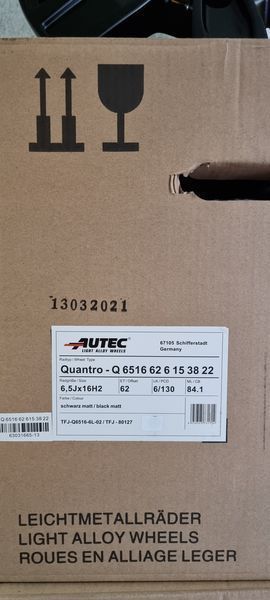 13032021
AUTEC
LIGHT ALLOY WHEELS
67105 Schifferstadt
Germany
Radtyp / Wheel Type
Quantro - Q 6516 62 6 15 38 22
Radgröße / Size
ET / Offset
LK / PCD
ML / CB
6,5Jx16H2
62
6/130
84.1
Farbe / Colour
schwarz matt / black matt
TFJ-Q6516-6L-02 / TFJ - 80127
Q 6516 62 6 15 38 22
63031665-13
LEICHTMETALLRÄDER
LIGHT ALLOY WHEELS
ROUES EN ALLIAGE LEGER